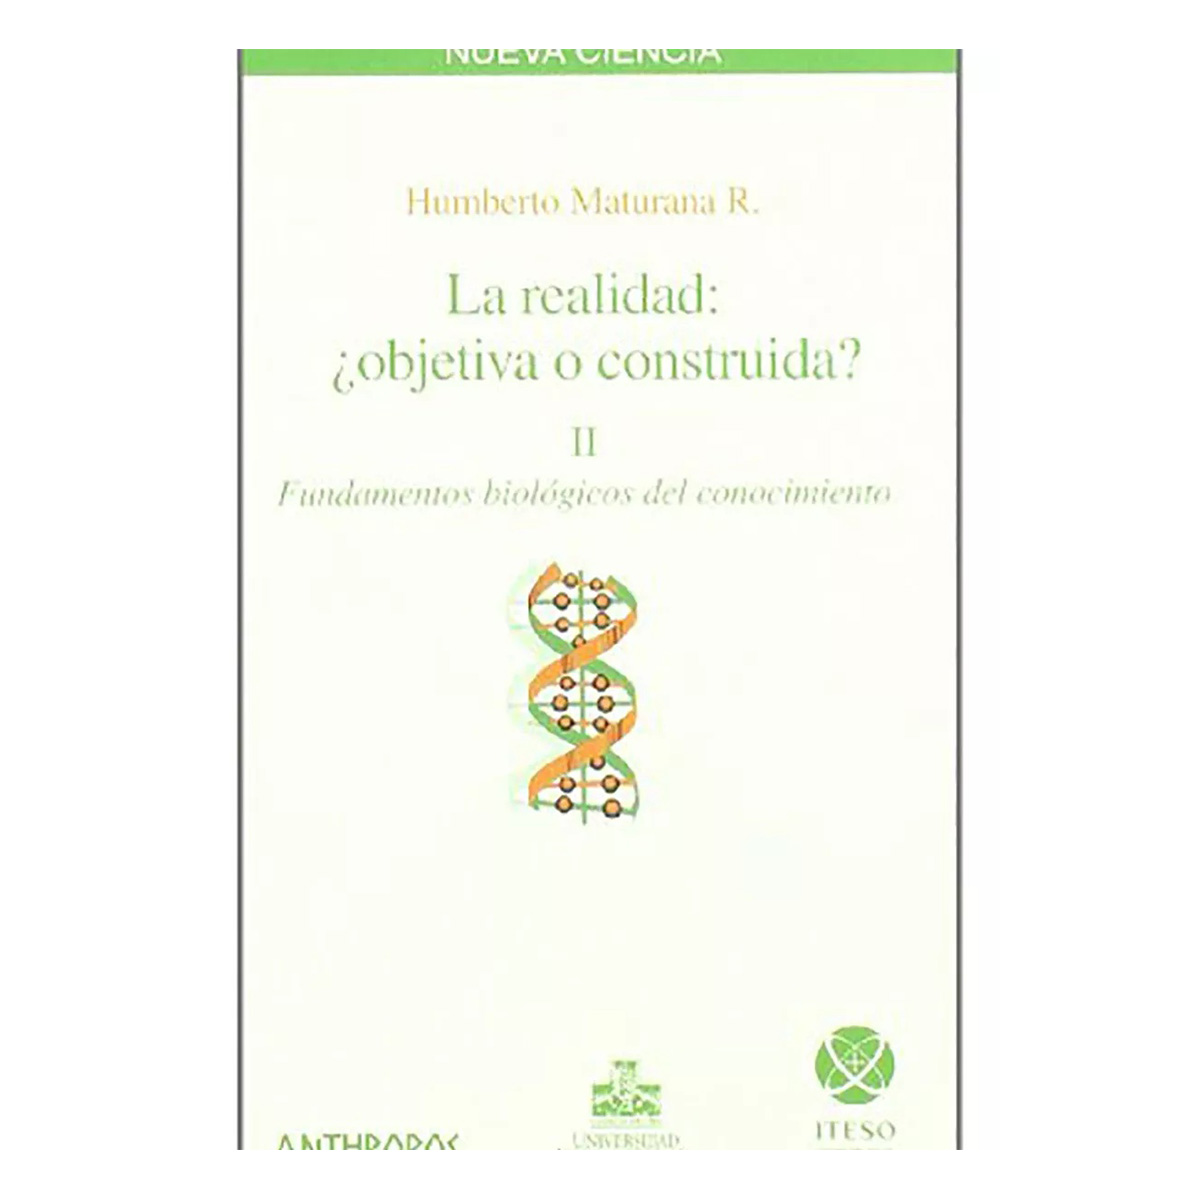 NUEVA CIENCIA
Humberto Maturana R.
La realidad:
¿objetiva o construida?
II
Fundamentos biológicos del conocimiento
ANTHROPOS
UNIVERSIDAD
ITESO